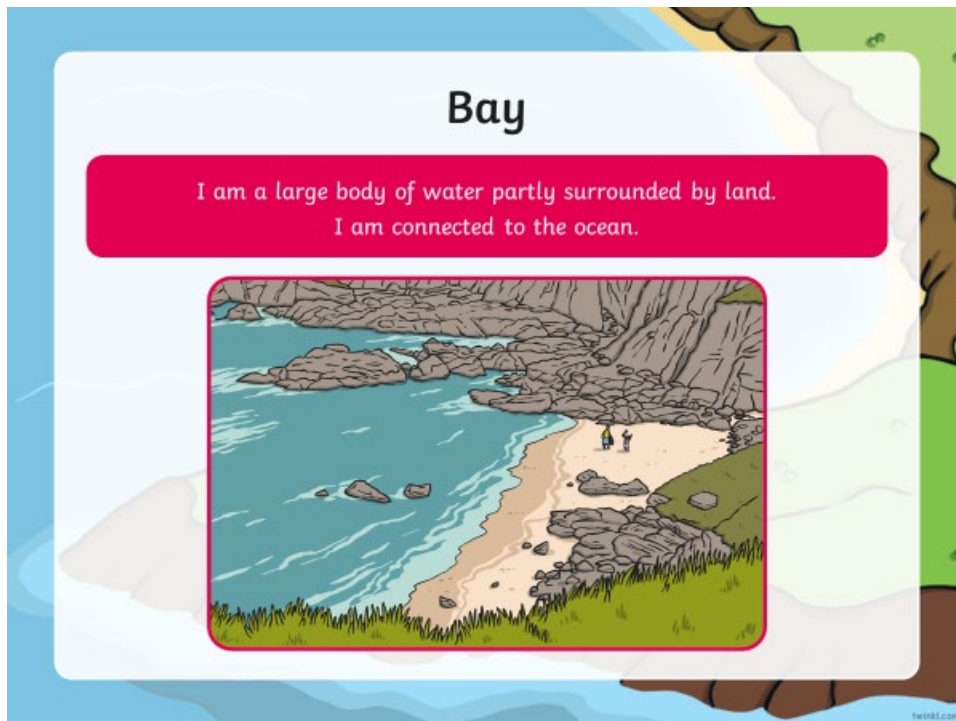 Bay
I am a large body of water partly surrounded by land.
I am connected to the ocean.
twinkl.com